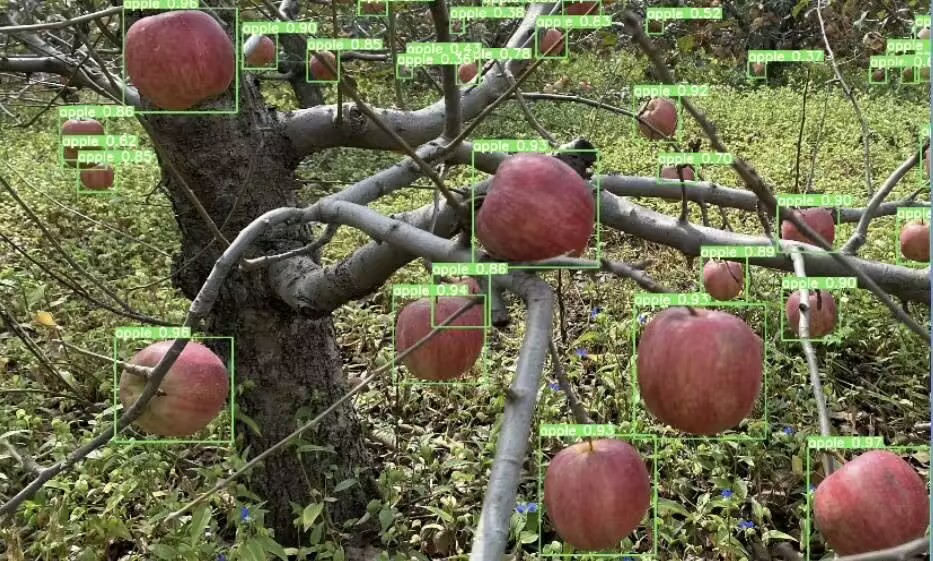 apple 0.96
apple 0.90
apple 0.85
apple 0.38
apple 0.83
apple 0.52
apple 0.43
apple 0.36
0.78
apple 0.37
apple
apple 0.92
apple 0.86
apple 0.62
apple 0.85
apple 0.93
apple 0.70
apple 0.90
apple 0.89
apple 0.86
apple 0.94
apple 0.93
apple 0.90
apple 0.96
apple 0.93
apple 0.97